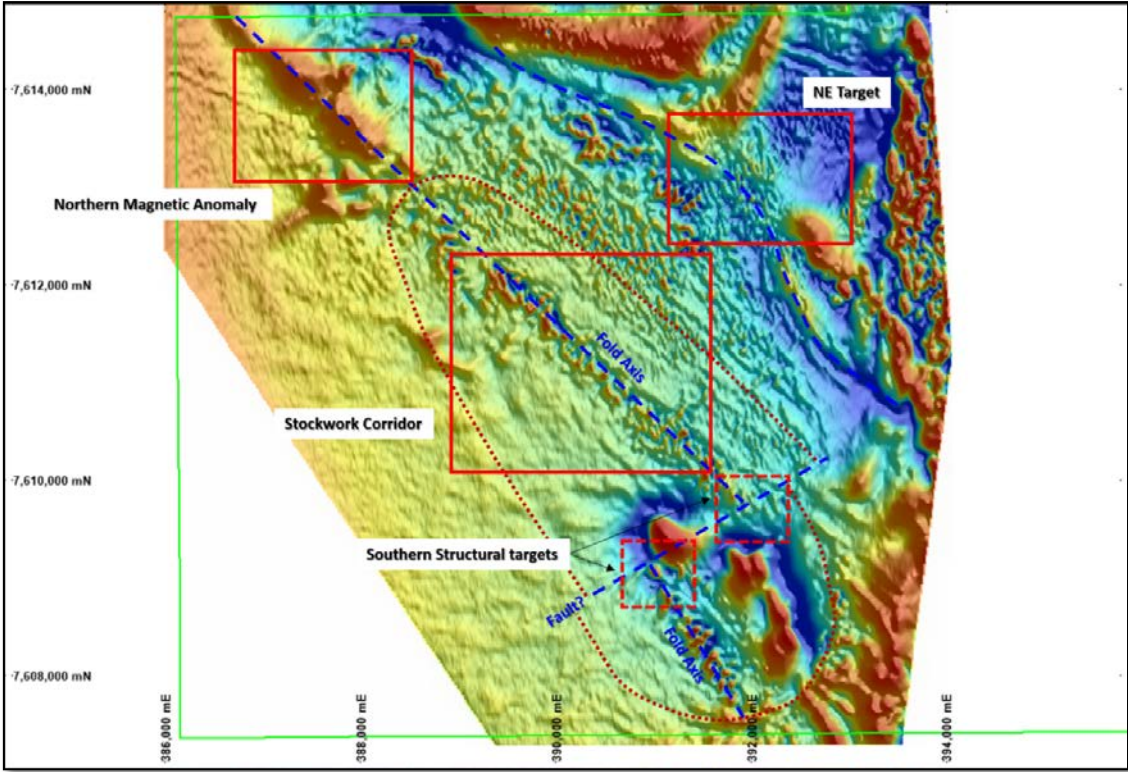 7,614,000 mN
NE Target
Northern Magnetic Anomaly
7,612,000 mN
Fold Axis
Stockwork Corridor
7,610,000 mN
Southern Structural targets
Fault?
Fold Axis
7,608,000 mN
386,000 mE
388,000 mE
390,000 mE
392,000 mE
394,000 mE